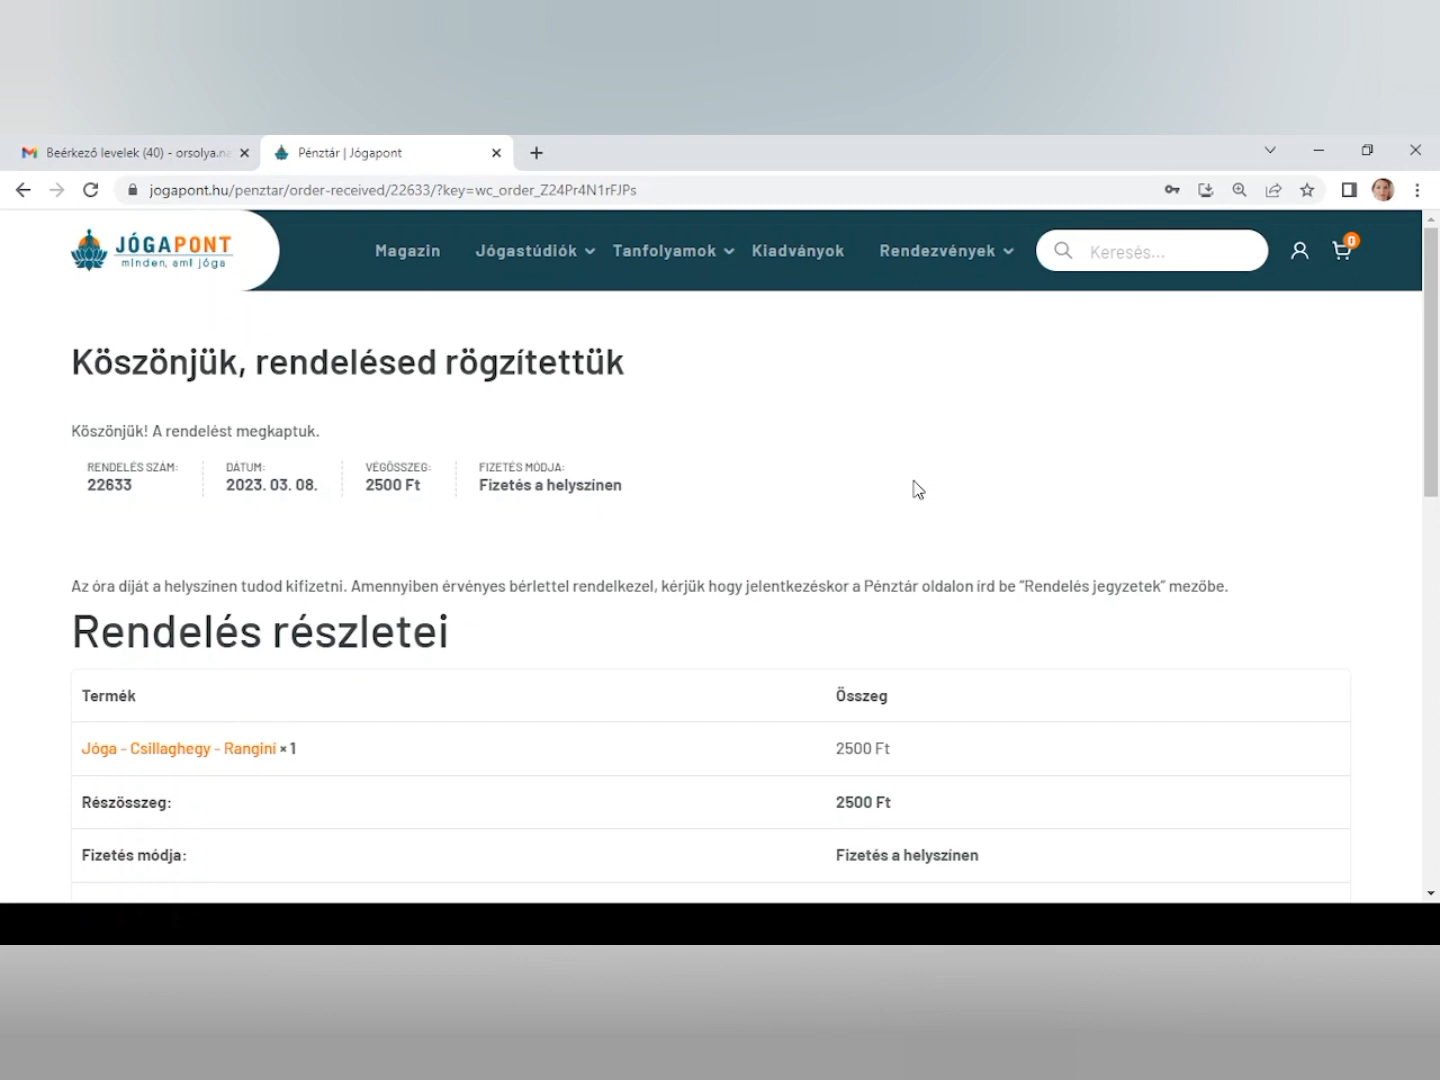 Beérkező levelek (40) - orsolya.na
Pénztár | Jógapont
jogapont.hu/penztar/order-received/22633/?key=wc_order_Z24Pr4N1rFJPs
JÓGAPONT
minden, ami jóga
Magazin
Jógastúdiók
Tanfolyamok
Kiadványok
Rendezvények
Keresés...
0
Köszönjük, rendelésed rögzítettük
Köszönjük! A rendelést megkaptuk.
RENDELÉS SZÁM:
22633
DÁTUM:
2023. 03. 08.
VÉGÖSSZEG:
2500 Ft
FIZETÉS MÓDJA:
Fizetés a helyszínen
Az óra díját a helyszínen tudod kifizetni. Amennyiben érvényes bérlettel rendelkezel, kérjük hogy jelentkezéskor a Pénztár oldalon írd be "Rendelés jegyzetek" mezőbe.
Rendelés részletei
Termék Összeg
Jóga - Csillaghegy - Rangini × 1 2500 Ft
Részösszeg: 2500 Ft
Fizetés módja: Fizetés a helyszínen